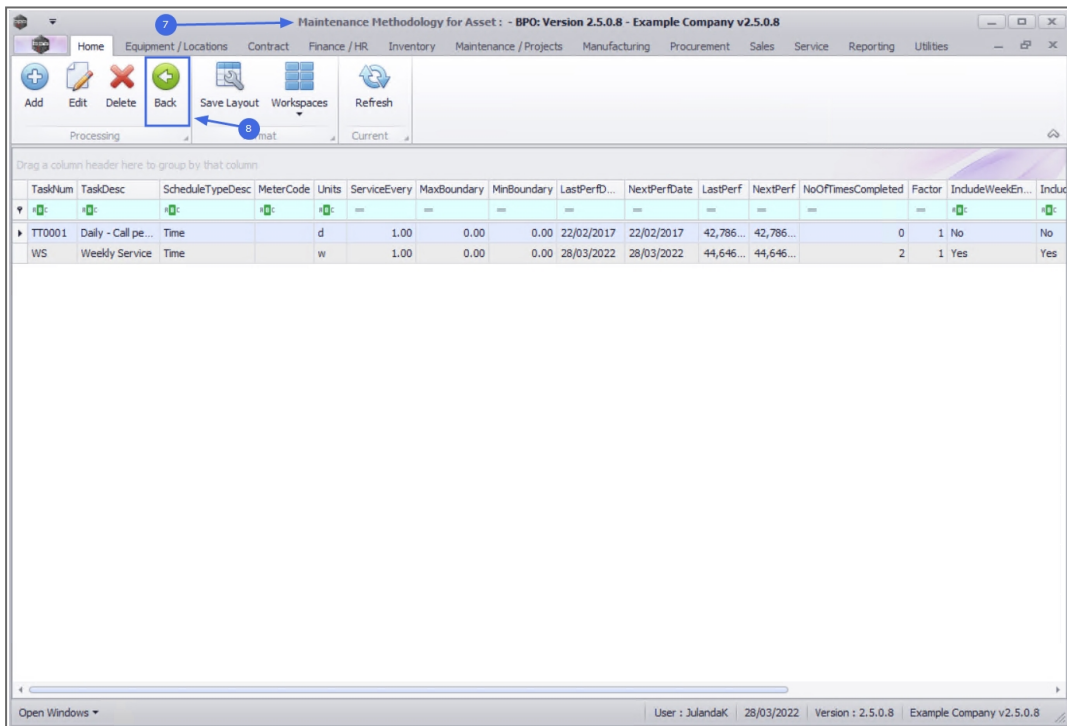 7
Maintenance Methodology for Asset : - BPO: Version 2.5.0.8 - Example Company v2.5.0.8
Home Equipment / Locations Contract Finance / HR Inventory Maintenance / Projects Manufacturing Procurement Sales Service Reporting Utilities
Add Edit Delete Back Save Layout Workspaces Refresh
8
Processing mat Current
Drag a column header here to group by that column
TaskNum TaskDesc ScheduleTypeDesc MeterCode Units ServiceEvery MaxBoundary MinBoundary LastPerfD... NextPerfDate LastPerf NextPerf NoOfTimesCompleted Factor IncludeWeekEn... Includ
TT0001 Daily - Call pe... Time d 1.00 0.00 0.00 22/02/2017 22/02/2017 42,786... 42,786... 0 1 No No
WS Weekly Service Time w 1.00 0.00 0.00 28/03/2022 28/03/2022 44,646... 44,646... 2 1 Yes Yes
Open Windows User : JulandaK 28/03/2022 Version : 2.5.0.8 Example Company v2.5.0.8